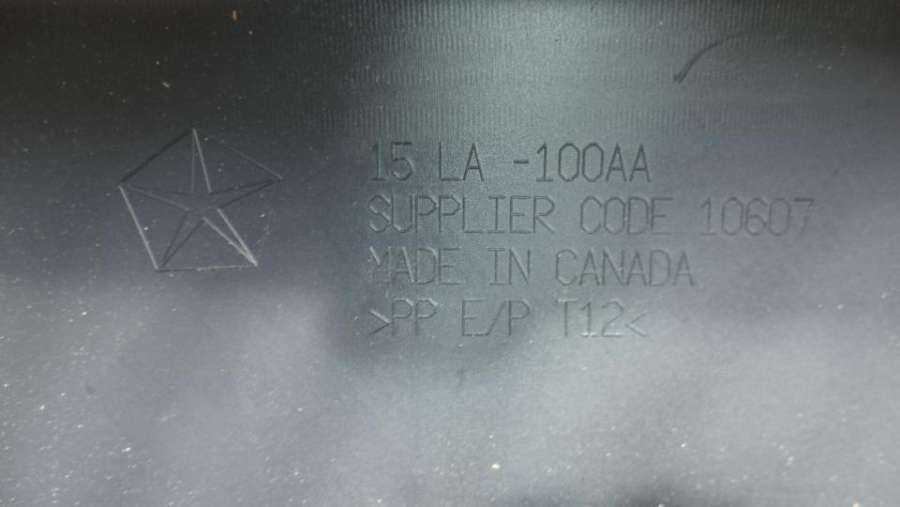 15 LA -100AA
SUPPLIER CODE 10607
MADE IN CANADA
>PP E/P T12<